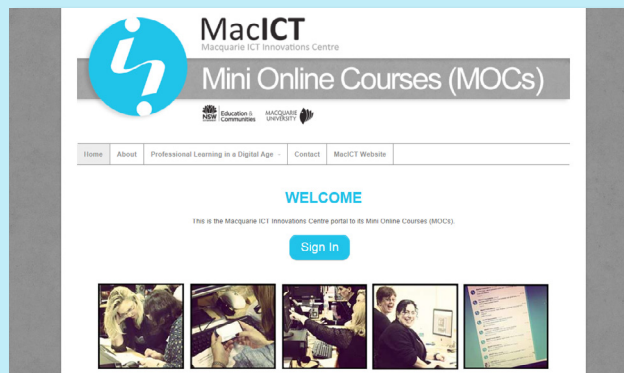 MacICT
Macquarie ICT Innovations Centre
Mini Online Courses (MOCs)
NSW Education & Communities
MACQUARIE UNIVERSITY
Home About Professional Learning in a Digital Age Contact MacICT Website
WELCOME
This is the Macquarie ICT Innovations Centre portal to its Mini Online Courses (MOCs).
Sign In